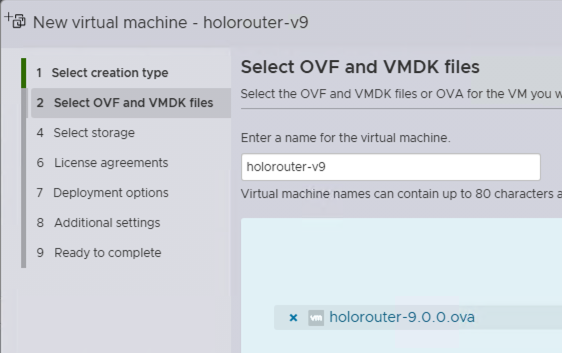 New virtual machine - holorouter-v9
1 Select creation type
2 Select OVF and VMDK files
4 Select storage
6 License agreements
7 Deployment options
8 Additional settings
9 Ready to complete
Select OVF and VMDK files
Select the OVF and VMDK files or OVA for the VM you w
Enter a name for the virtual machine.
holorouter-v9
Virtual machine names can contain up to 80 characters a
× vm holorouter-9.0.0.ova